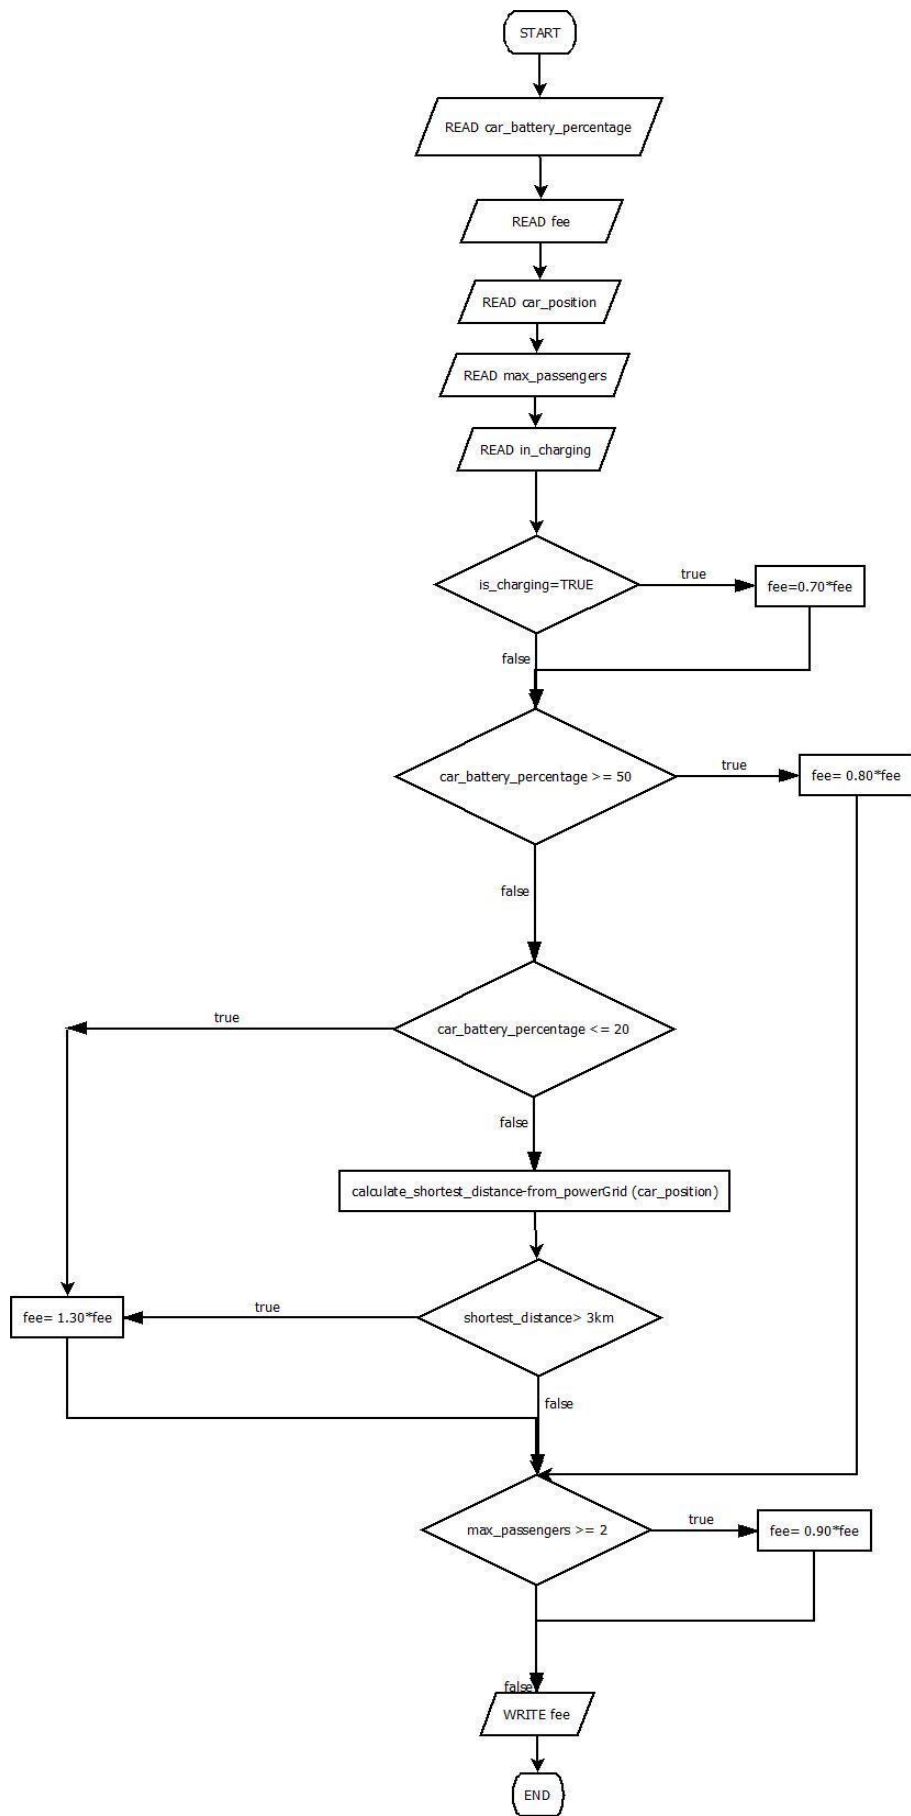 START
READ car_battery_percentage
READ fee
READ car_position
READ max_passengers
READ in_charging
is_charging=TRUE
true
fee=0.70*fee
false
car_battery_percentage >= 50
true
fee= 0.80*fee
false
car_battery_percentage <= 20
true
false
calculate_shortest_distance-from_powerGrid (car_position)
shortest_distance> 3km
true
fee= 1.30*fee
false
max_passengers >= 2
true
fee= 0.90*fee
false
WRITE fee
END